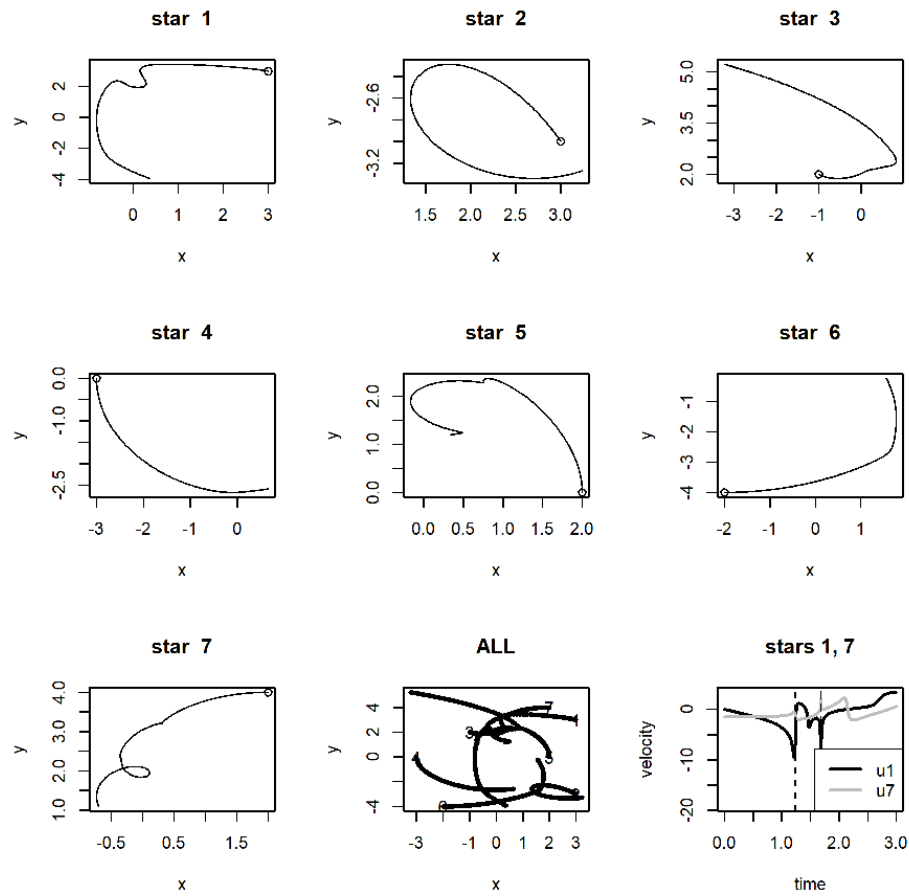 star 1
y
2
0
-2
-4
0 1 2 3
x
star 2
y
-2.6
-3.2
1.5 2.0 2.5 3.0
x
star 3
y
5.0
3.5
2.0
-3 -2 -1 0
x
star 4
y
0.0
-1.0
-2.5
-3 -2 -1 0
x
star 5
y
2.0
1.0
0.0
0.0 0.5 1.0 1.5 2.0
x
star 6
y
-1
-2
-3
-4
-2 -1 0 1
x
star 7
y
4.0
3.0
2.0
1.0
-0.5 0.5 1.5
x
ALL
y
4
2
0
-4
7
3
4
5
6
-3 -1 0 1 2 3
x
stars 1, 7
velocity
0
-10
-20
u1
u7
0.0 1.0 2.0 3.0
time